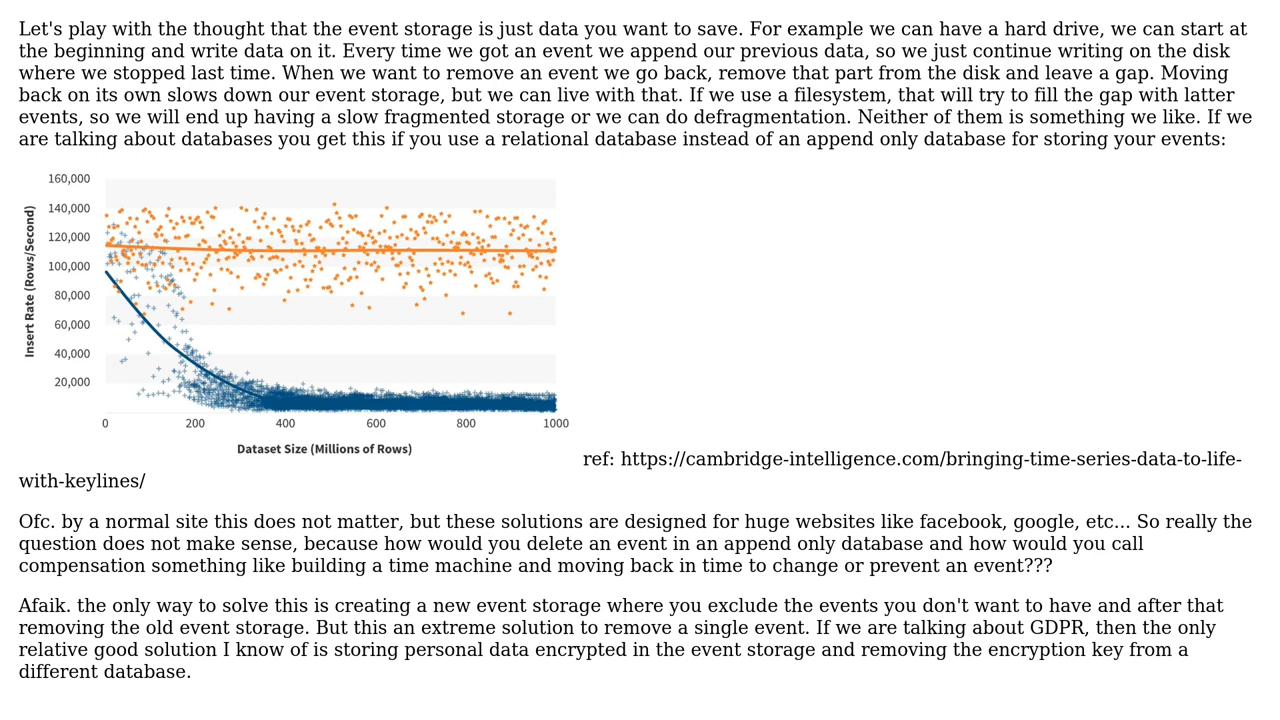 Let's play with the thought that the event storage is just data you want to save. For example we can have a hard drive, we can start at
the beginning and write data on it. Every time we got an event we append our previous data, so we just continue writing on the disk
where we stopped last time. When we want to remove an event we go back, remove that part from the disk and leave a gap. Moving
back on its own slows down our event storage, but we can live with that. If we use a filesystem, that will try to fill the gap with latter
events, so we will end up having a slow fragmented storage or we can do defragmentation. Neither of them is something we like. If we
are talking about databases you get this if you use a relational database instead of an append only database for storing your events:
160,000
140,000
120,000
100,000
80,000
60,000
40,000
20,000
Insert Rate (Rows/Second)
0 200 400 600 800 1000
Dataset Size (Millions of Rows)
ref: https://cambridge-intelligence.com/bringing-time-series-data-to-life-
with-keylines/
Ofc. by a normal site this does not matter, but these solutions are designed for huge websites like facebook, google, etc... So really the
question does not make sense, because how would you delete an event in an append only database and how would you call
compensation something like building a time machine and moving back in time to change or prevent an event???
Afaik. the only way to solve this is creating a new event storage where you exclude the events you don't want to have and after that
removing the old event storage. But this an extreme solution to remove a single event. If we are talking about GDPR, then the only
relative good solution I know of is storing personal data encrypted in the event storage and removing the encryption key from a
different database.